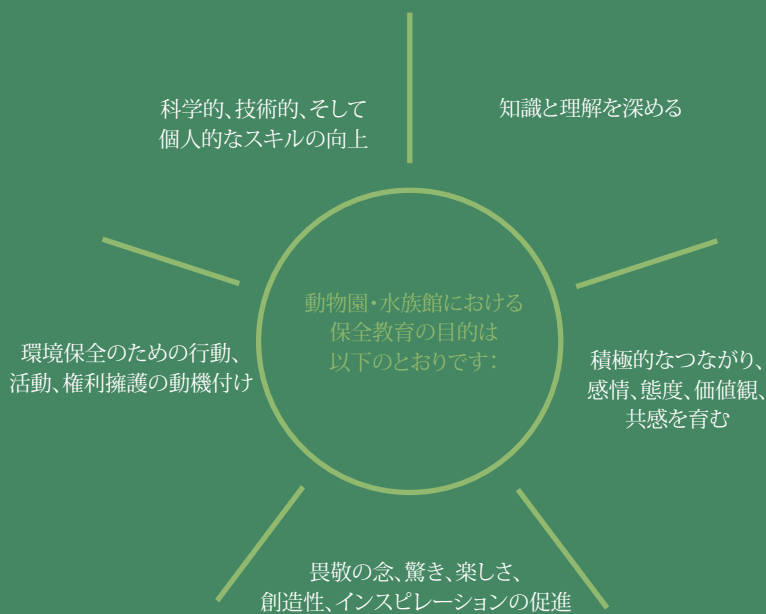 科学的、技術的、そして
個人的なスキルの向上
知識と理解を深める
動物園・水族館における
保全教育の目的は
以下のとおりです：
環境保全のための行動、
活動、権利擁護の動機付け
積極的なつながり、
感情、態度、価値観、
共感を育む
畏敬の念、驚き、楽しさ、
創造性、インスピレーションの促進